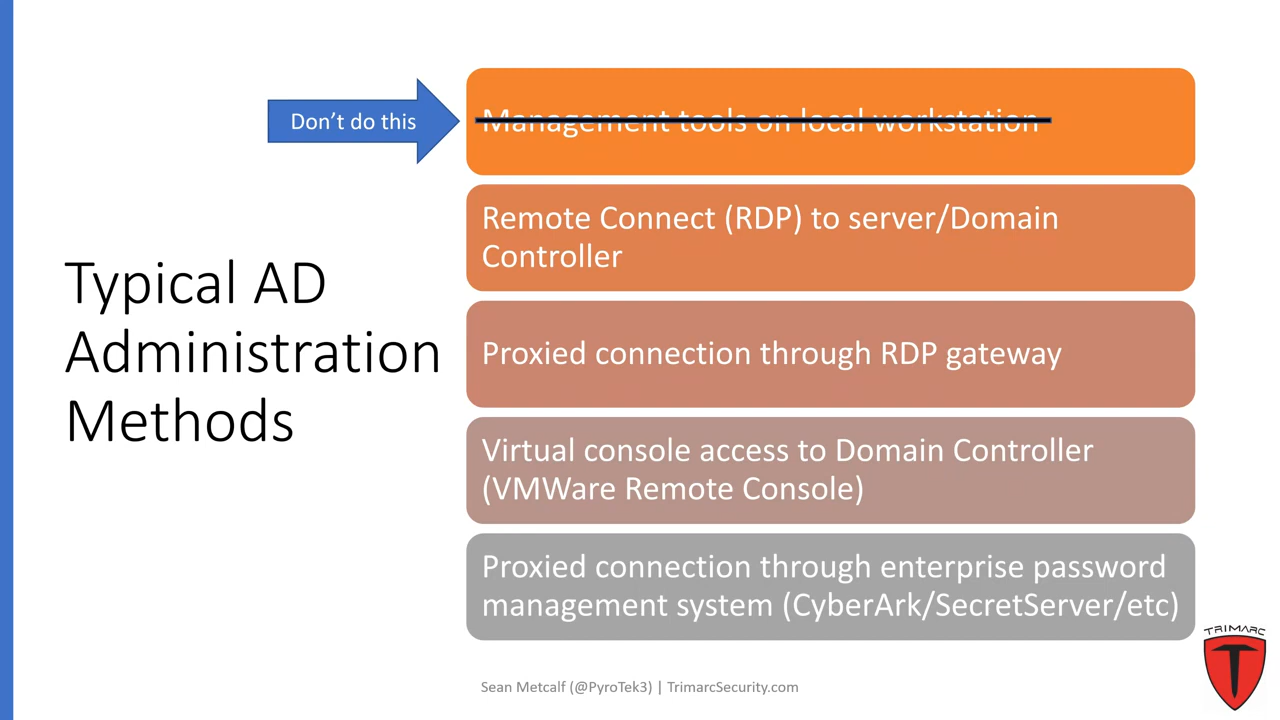 Don't do this
Management tools on local workstation
Typical AD
Administration
Methods
Remote Connect (RDP) to server/Domain
Controller
Proxied connection through RDP gateway
Virtual console access to Domain Controller
(VMWare Remote Console)
Proxied connection through enterprise password
management system (CyberArk/SecretServer/etc)
Sean Metcalf (@PyroTek3) | TrimarcSecurity.com
TRIMARC